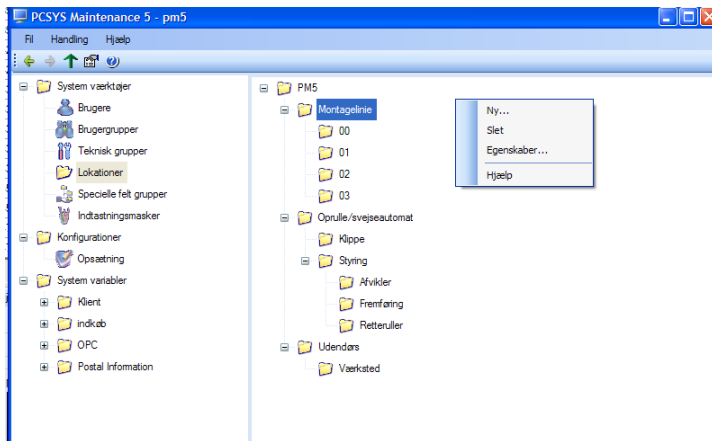 PCSYS Maintenance 5 - pm5
Fil Handling Hjælp
System værktøjer
Brugere
Brugergrupper
Teknisk grupper
Lokationer
Specielle felt grupper
Indtastningsmasker
Konfigurationer
Opsætning
System variabler
Klient
indkøb
OPC
Postal Information
PM5
Montagelinie
00
01
02
03
Oprulle/svejseautomat
Klippe
Styring
Afvikler
Fremføring
Retteruller
Udendørs
Værksted
Ny...
Slet
Egenskaber...
Hjælp